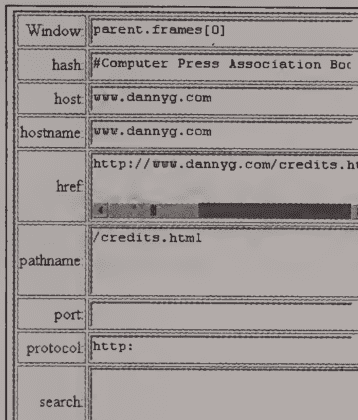 Window: parent.frames[0]
hash: #Computer Press Association Boo
host: www.dannyg.com
hostname: www.dannyg.com
href: http://www.dannyg.com/credits.ht
pathname: /credits.html
port:
protocol: http:
search: